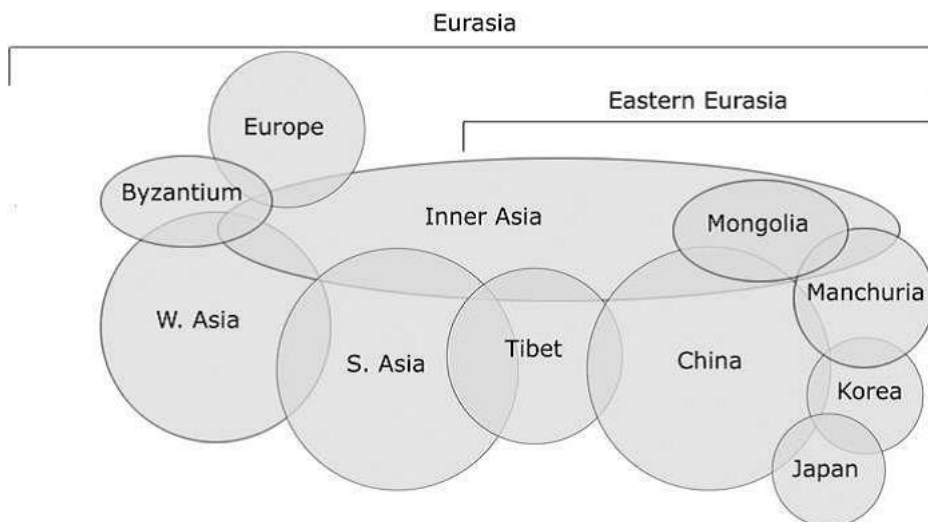 Eurasia
Eastern Eurasia
Europe
Byzantium
Inner Asia
Mongolia
Manchuria
W. Asia
S. Asia
Tibet
China
Korea
Japan